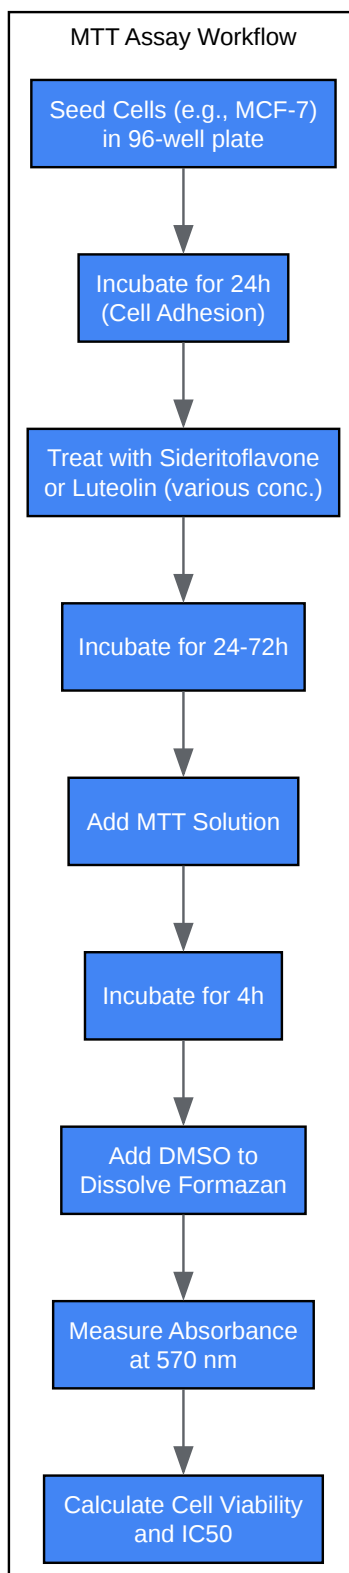 MTT Assay Workflow
Seed Cells (e.g., MCF-7)
in 96-well plate
Incubate for 24h
(Cell Adhesion)
Treat with Sideritoflavone
or Luteolin (various conc.)
Incubate for 24-72h
Add MTT Solution
Incubate for 4h
Add DMSO to
Dissolve Formazan
Measure Absorbance
at 570 nm
Calculate Cell Viability
and IC50